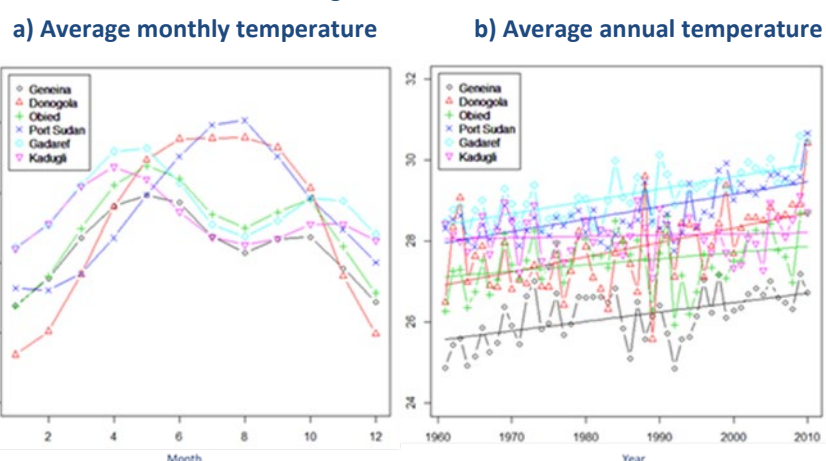 a) Average monthly temperature
b) Average annual temperature
Geneina
Donogola
Obied
Port Sudan
Gadaref
Kadugli
2 4 6 8 10 12
Month
32
30
28
26
24
Geneina
Donogola
Obied
Port Sudan
Gadaref
Kadugli
1960 1970 1980 1990 2000 2010
Year